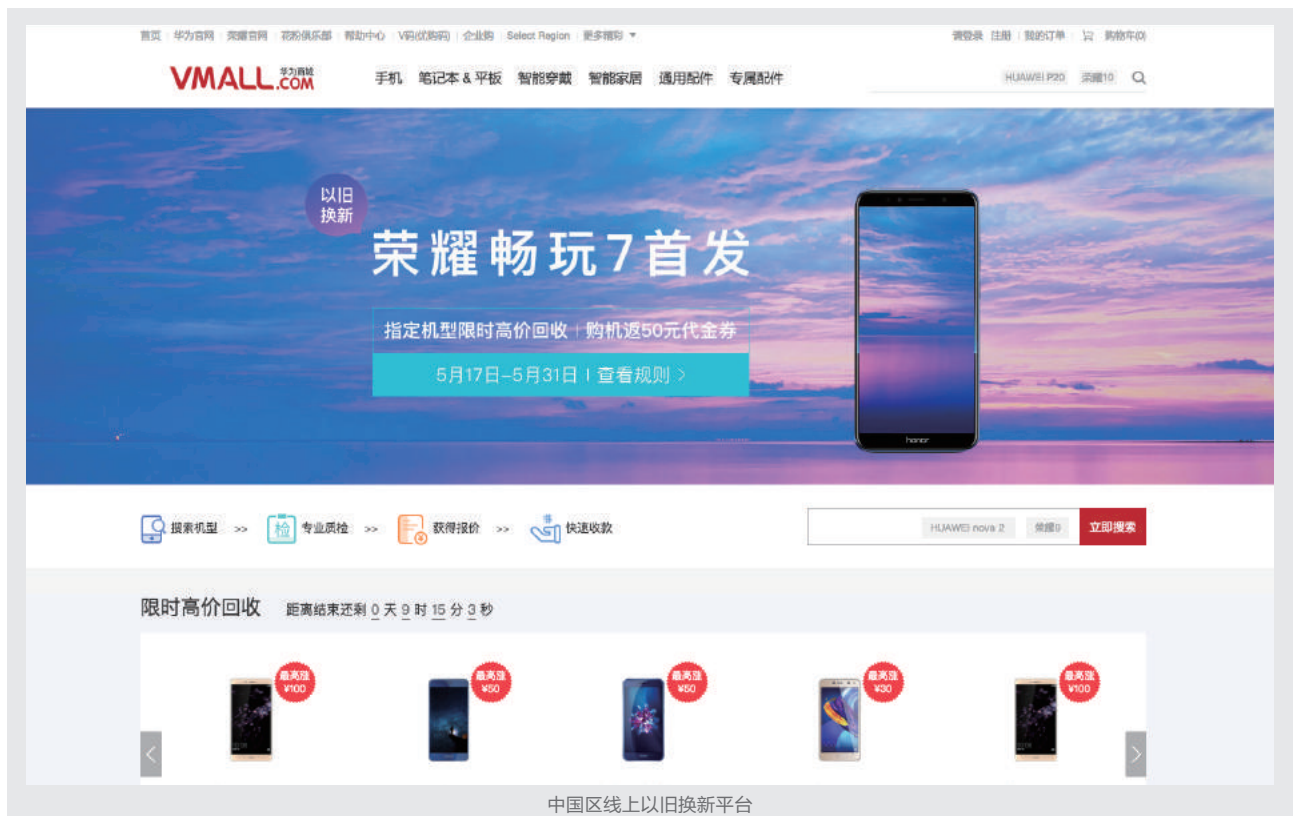 首页 华为官网 荣耀官网 花粉俱乐部 帮助中心 V码(优购码) 企业购 Select Region 更多精彩
请登录 注册 我的订单 购物车(0)
VMALL.COM 华为商城
手机 笔记本 & 平板 智能穿戴 智能家居 通用配件 专属配件
HUAWEI P20 荣耀10
以旧
换新
荣耀畅玩7首发
指定机型限时高价回收 | 购机返50元代金券
5月17日-5月31日 | 查看规则 >
honor
搜索机型 >> 检 专业质检 >> 获得报价 >> 快速收款
HUAWEI nova 2 荣耀9 立即搜索
限时高价回收 距离结束还剩 0 天 9 时 15 分 3 秒
最高涨
¥100
最高涨
¥50
最高涨
¥50
最高涨
¥30
最高涨
¥100
中国区线上以旧换新平台